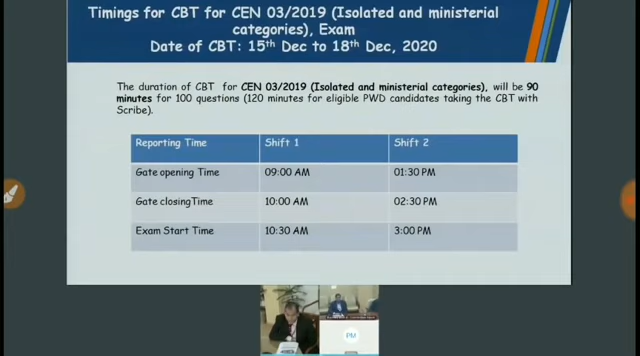 Timings for CBT for CEN 03/2019 (Isolated and ministerial
categories), Exam
Date of CBT: 15th Dec to 18th Dec, 2020
The duration of CBT for CEN 03/2019 (Isolated and ministerial categories), will be 90
minutes for 100 questions (120 minutes for eligible PWD candidates taking the CBT with
Scribe).
Reporting Time Shift 1 Shift 2
Gate opening Time 09:00 AM 01:30 PM
Gate closing Time 10:00 AM 02:30 PM
Exam Start Time 10:30 AM 3:00 PM
PM